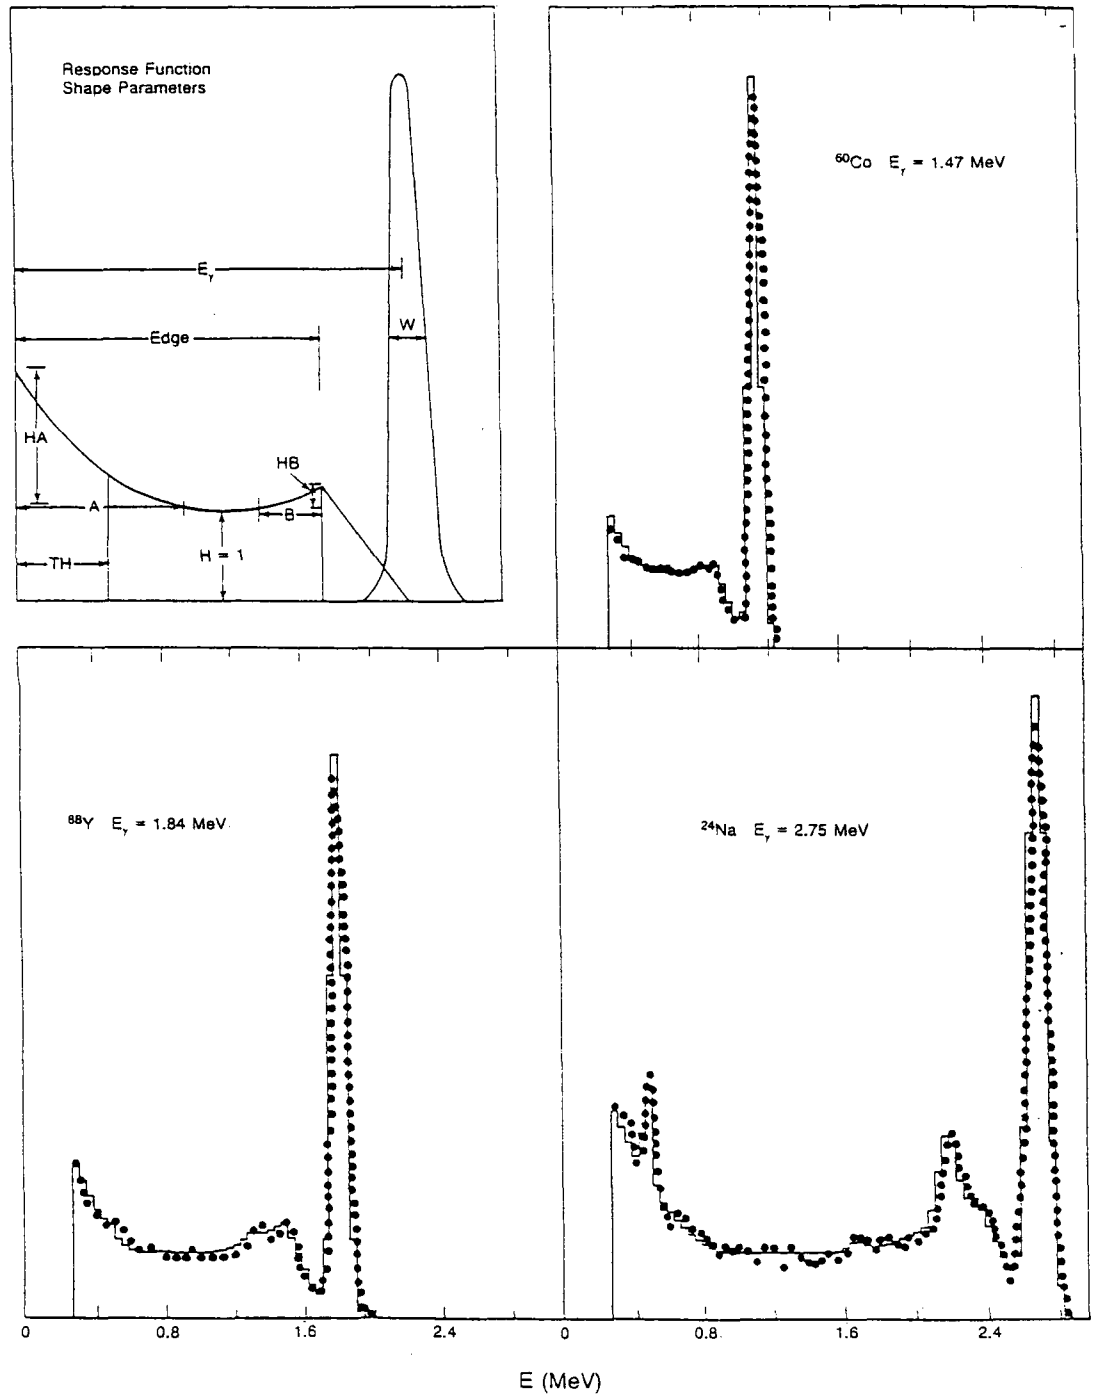 Response Function
Shape Parameters
Eγ
Edge
W
HA
HB
A
B
TH
H = 1
⁶⁰Co Eγ = 1.47 MeV
⁸⁸Y Eγ = 1.84 MeV
²⁴Na Eγ = 2.75 MeV
0 0.8 1.6 2.4
0 0.8 1.6 2.4
E (MeV)